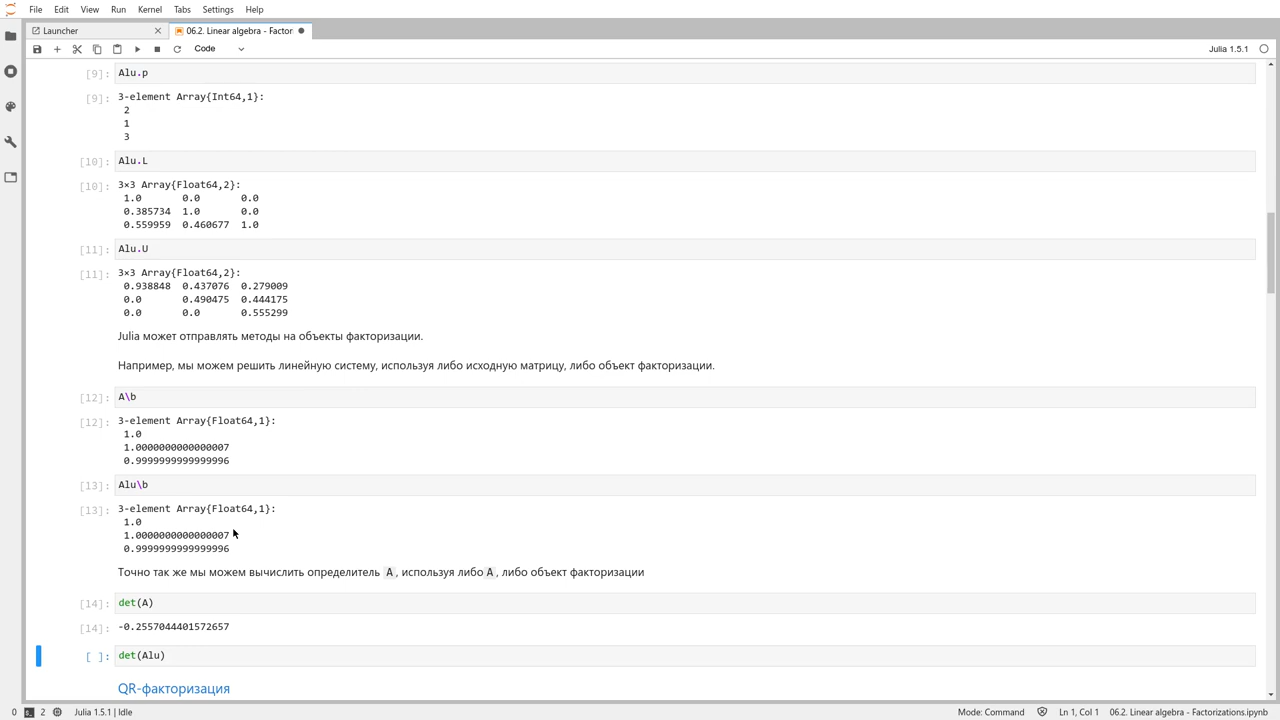 File Edit View Run Kernel Tabs Settings Help
Launcher
06.2. Linear algebra - Factor
Code
Julia 1.5.1
[9]: Alu.p
[9]: 3-element Array{Int64,1}:
2
1
3
[10]: Alu.L
[10]: 3×3 Array{Float64,2}:
1.0 0.0 0.0
0.385734 1.0 0.0
0.559959 0.460677 1.0
[11]: Alu.U
[11]: 3×3 Array{Float64,2}:
0.938848 0.437076 0.279009
0.0 0.490475 0.444175
0.0 0.0 0.555299
Julia может отправлять методы на объекты факторизации.
Например, мы можем решить линейную систему, используя либо исходную матрицу, либо объект факторизации.
[12]: A\b
[12]: 3-element Array{Float64,1}:
1.0
1.0000000000000007
0.9999999999999996
[13]: Alu\b
[13]: 3-element Array{Float64,1}:
1.0
1.0000000000000007
0.9999999999999996
Точно так же мы можем вычислить определитель A, используя либо A, либо объект факторизации
[14]: det(A)
[14]: -0.2557044401572657
[ ]: det(Alu)
QR-факторизация
0 2 Julia 1.5.1 | Idle
Mode: Command Ln 1, Col 1 06.2. Linear algebra - Factorizations.ipynb